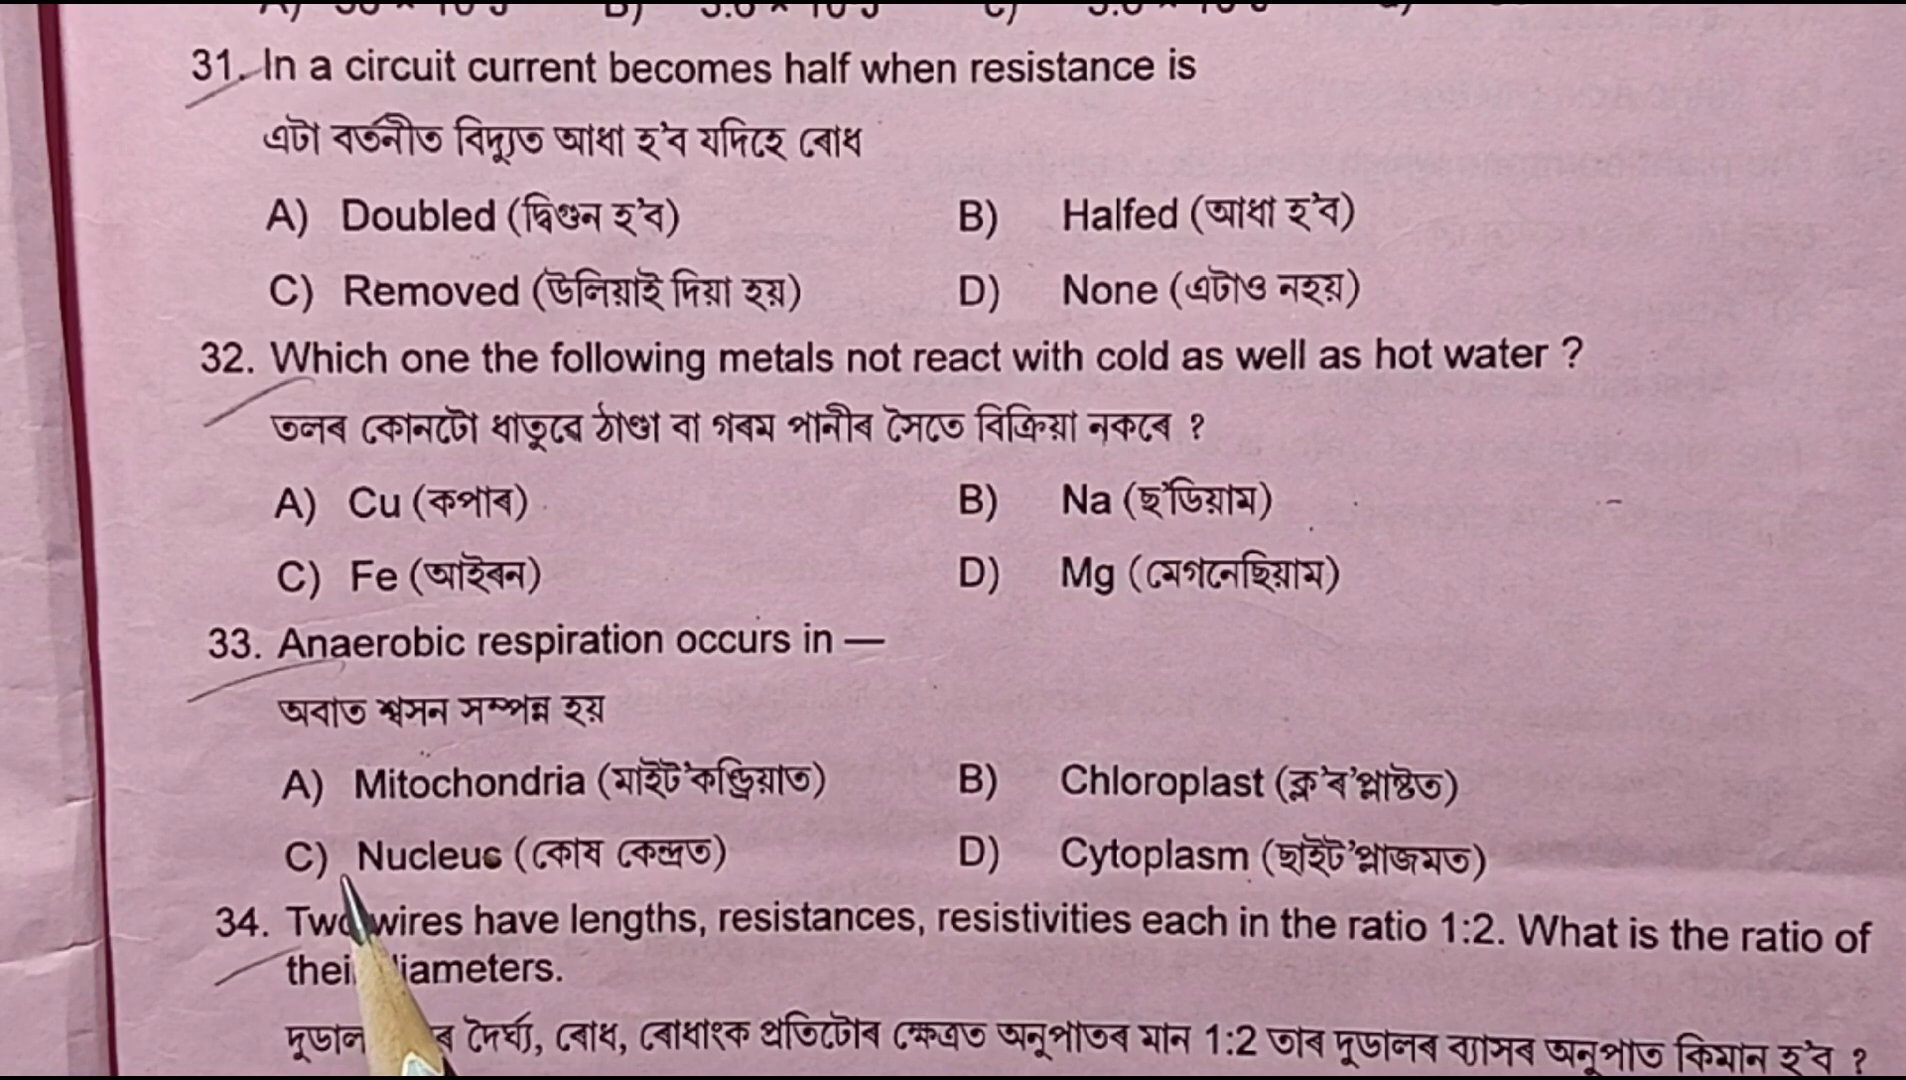 31. In a circuit current becomes half when resistance is
এটা বর্তনীত বিদ্যুত আধা হ'ব যদিহে ৰোধ
A) Doubled (দ্বিগুন হ'ব) B) Halfed (আধা হ'ব)
C) Removed (উলিয়াই দিয়া হয়) D) None (এটাও নহয়)
32. Which one the following metals not react with cold as well as hot water ?
তলৰ কোনটো ধাতুৱে ঠাণ্ডা বা গৰম পানীৰ সৈতে বিক্ৰিয়া নকৰে ?
A) Cu (কপাৰ) B) Na (ছ'ডিয়াম)
C) Fe (আইৰন) D) Mg (মেগনেছিয়াম)
33. Anaerobic respiration occurs in —
অবাত শ্বসন সম্পন্ন হয়
A) Mitochondria (মাইট'কণ্ড্ৰিয়াত) B) Chloroplast (ক্ল'ৰ'প্লাষ্টত)
C) Nucleus (কোষ কেন্দ্ৰত) D) Cytoplasm (ছাইট'প্লাজমত)
34. Two wires have lengths, resistances, resistivities each in the ratio 1:2. What is the ratio of
their diameters.
দুডাল দৈৰ্ঘ্য, ৰোধ, ৰোধাংক প্ৰতিটোৰ ক্ষেত্ৰত অনুপাতৰ মান 1:2 তাৰ দুডালৰ ব্যাসৰ অনুপাত কিমান হ'ব ?